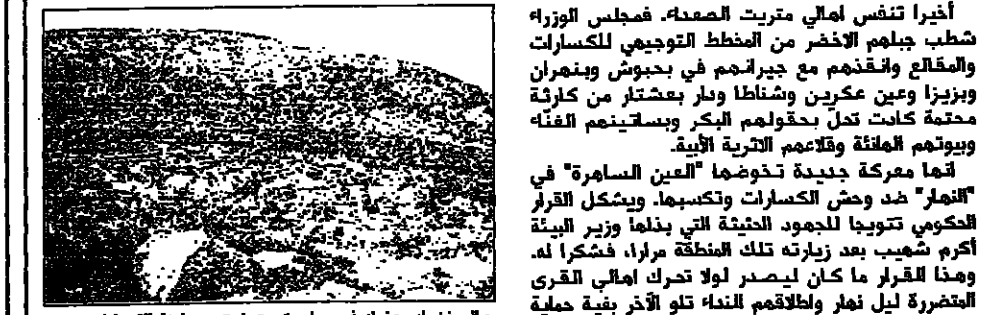 أخيرا تنفس اهالي متريت الصعداء. فمجلس الوزراء
شطب جبلهم الاخضر من المخطط التوجيهي للكسارات
والمقالع وانقذهم مع جيرانهم في بحبوش وبنهران
وبزيزا وعين عكرين وشناطا ودار بعشتار من كارثة
محتمة كادت تحلّ بحقولهم البكر وبساتينهم الغناء
وبيوتهم الهانئة وقلاعهم الاثرية الأبية.
انها معركة جديدة تخوضها "العين الساهرة" في
"النهار" ضد وحش الكسارات وتكسبها. ويشكل القرار
الحكومي تتويجا للجهود الحثيثة التي بذلها وزير البيئة
أكرم شهيب بعد زيارته تلك المنطقة مرارا، فشكرا له.
وهذا القرار ما كان ليصدر لولا تحرك اهالي القرى
المتضررة ليل نهار واطلاقهم النداء تلو الآخر بغية حماية